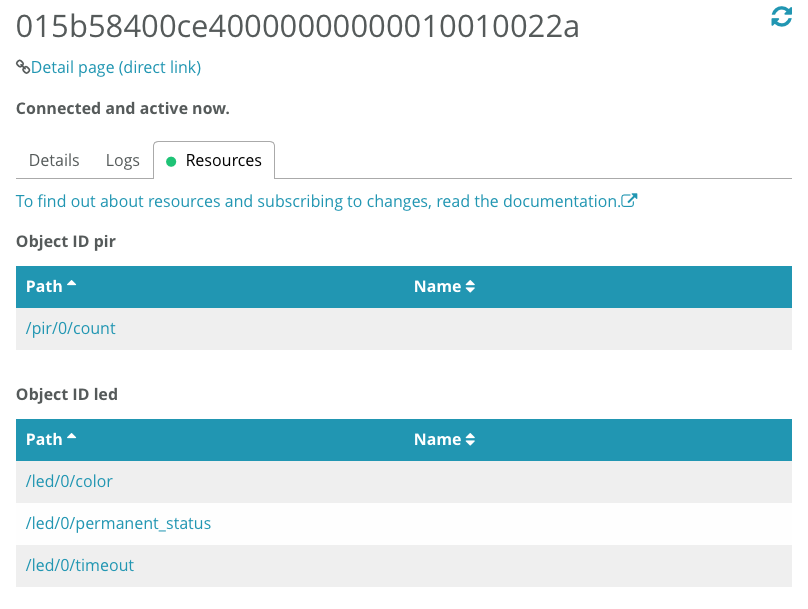 015b58400ce40000000000010010022a
Detail page (direct link)
Connected and active now.
Details Logs Resources
To find out about resources and subscribing to changes, read the documentation.
Object ID pir
Path Name
/pir/0/count
Object ID led
Path Name
/led/0/color
/led/0/permanent_status
/led/0/timeout